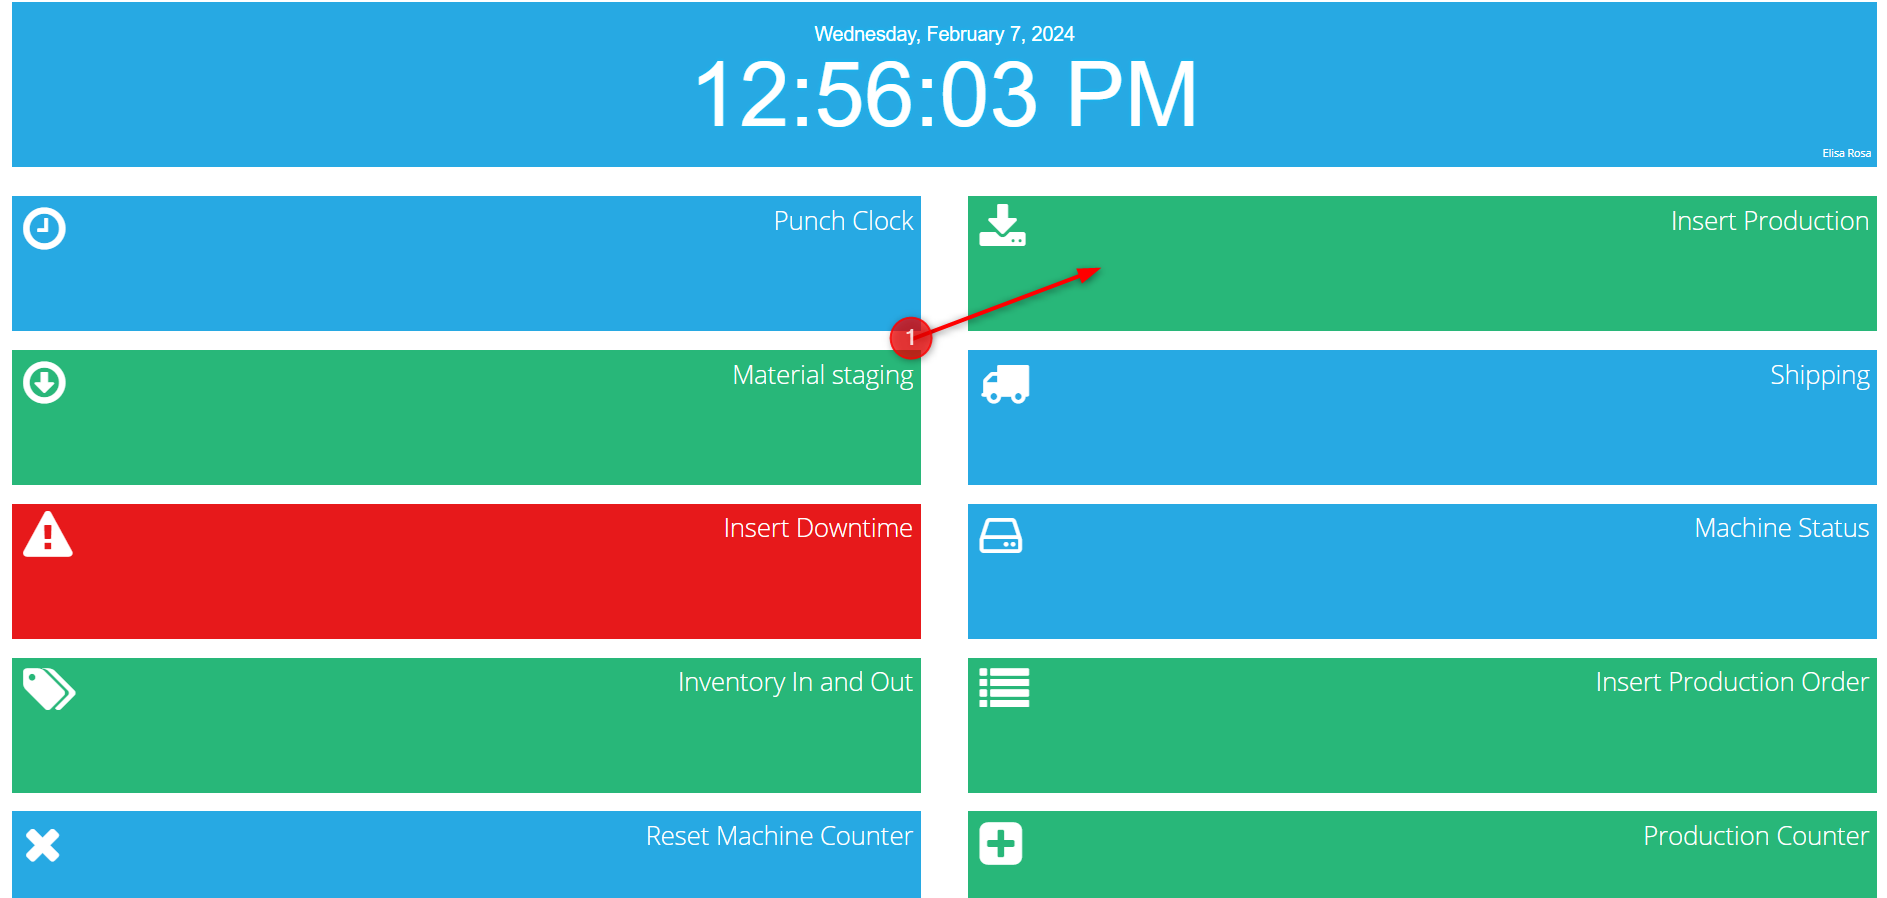 Wednesday, February 7, 2024
12:56:03 PM
Elisa Rosa
Punch Clock
Insert Production
1
Material staging
Shipping
Insert Downtime
Machine Status
Inventory In and Out
Insert Production Order
Reset Machine Counter
Production Counter